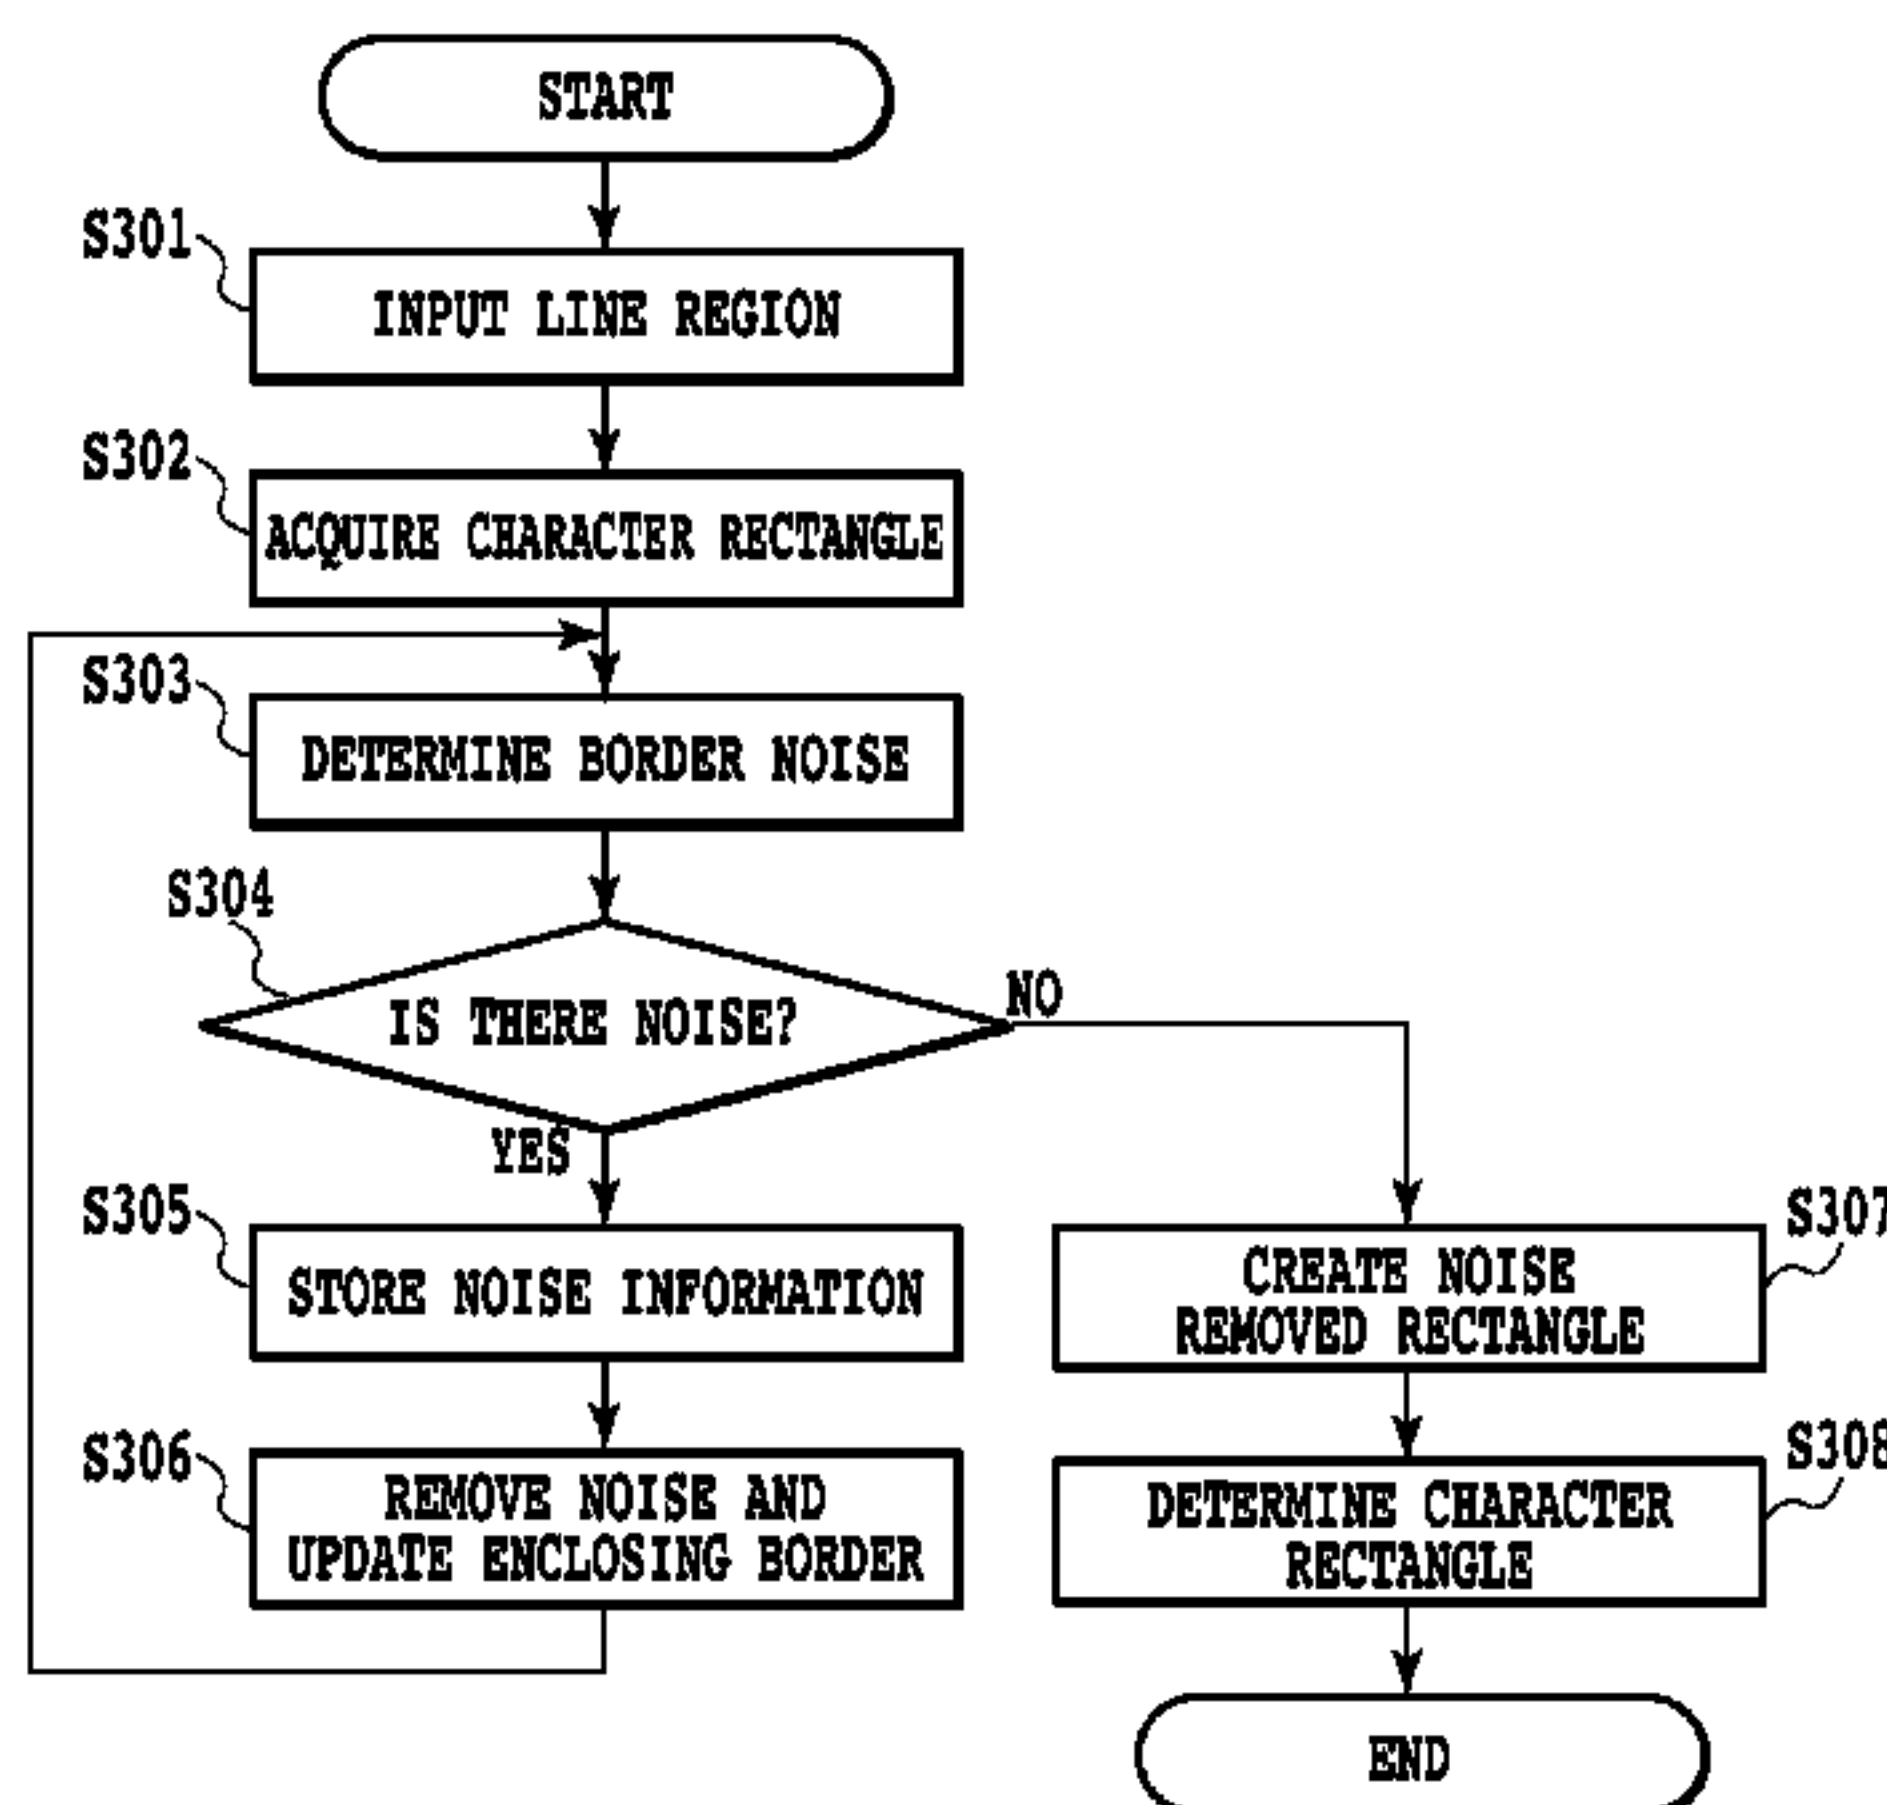 START
S301
INPUT LINE REGION
S302
ACQUIRE CHARACTER RECTANGLE
S303
DETERMINE BORDER NOISE
S304
IS THERE NOISE?
NO
YES
S305
STORE NOISE INFORMATION
S306
REMOVE NOISE AND
UPDATE ENCLOSING BORDER
S307
CREATE NOISE
REMOVED RECTANGLE
S308
DETERMINE CHARACTER
RECTANGLE
END